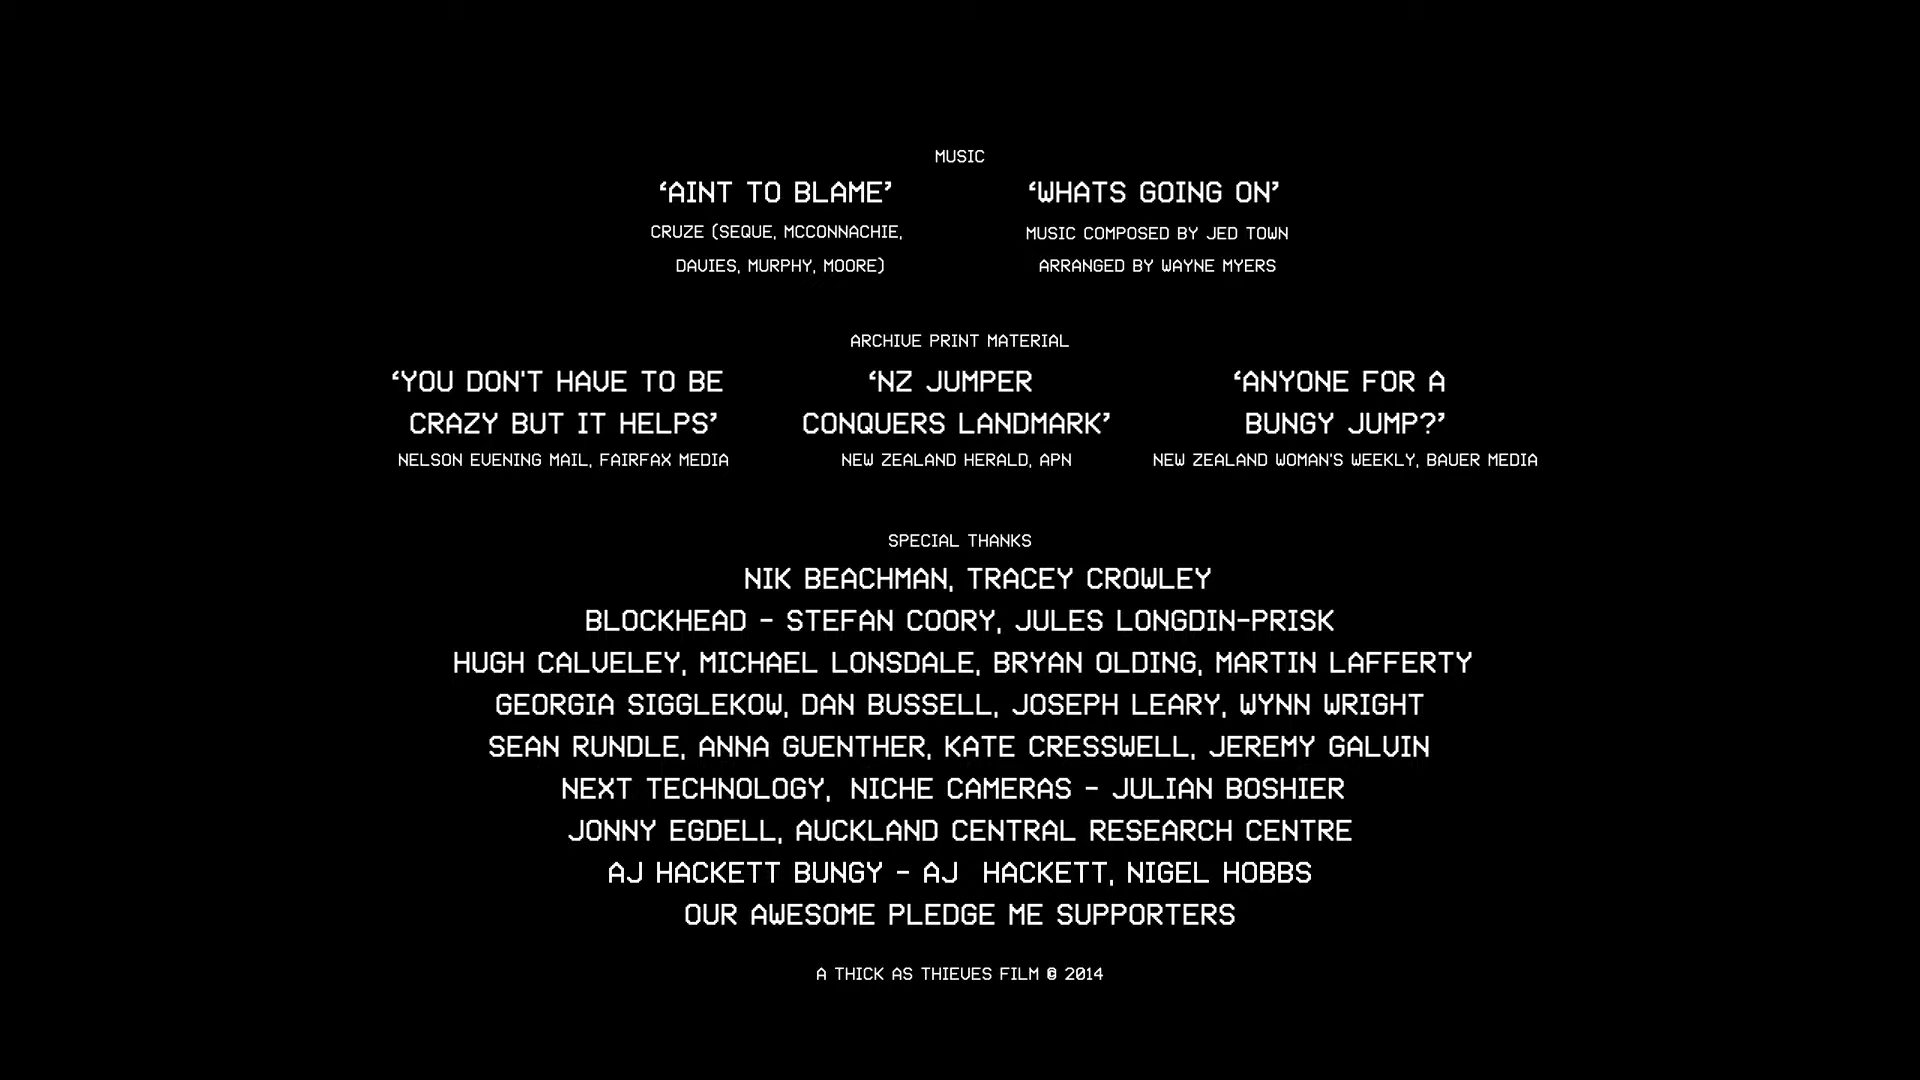 MUSIC
‘AINT TO BLAME’
CRUZE (SEQUE, MCCONNACHIE,
DAVIES, MURPHY, MOORE)
‘WHATS GOING ON’
MUSIC COMPOSED BY JED TOWN
ARRANGED BY WAYNE MYERS
ARCHIVE PRINT MATERIAL
‘YOU DON'T HAVE TO BE
CRAZY BUT IT HELPS’
NELSON EVENING MAIL, FAIRFAX MEDIA
‘NZ JUMPER
CONQUERS LANDMARK’
NEW ZEALAND HERALD, APN
‘ANYONE FOR A
BUNGY JUMP?’
NEW ZEALAND WOMAN'S WEEKLY, BAUER MEDIA
SPECIAL THANKS
NIK BEACHMAN, TRACEY CROWLEY
BLOCKHEAD - STEFAN COORY, JULES LONGDIN-PRISK
HUGH CALVELEY, MICHAEL LONSDALE, BRYAN OLDING, MARTIN LAFFERTY
GEORGIA SIGGLEKOW, DAN BUSSELL, JOSEPH LEARY, WYNN WRIGHT
SEAN RUNDLE, ANNA GUENTHER, KATE CRESSWELL, JEREMY GALVIN
NEXT TECHNOLOGY, NICHE CAMERAS - JULIAN BOSHIER
JONNY EGDELL, AUCKLAND CENTRAL RESEARCH CENTRE
AJ HACKETT BUNGY - AJ HACKETT, NIGEL HOBBS
OUR AWESOME PLEDGE ME SUPPORTERS
A THICK AS THIEVES FILM © 2014